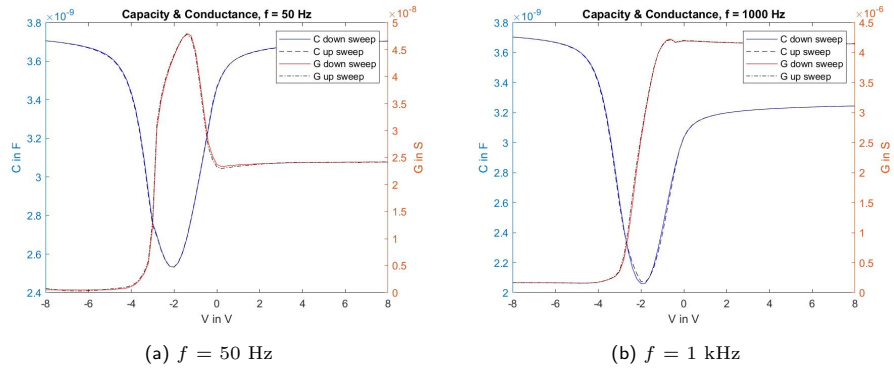 Capacity & Conductance, f = 50 Hz
×10⁻⁹
×10⁻⁸
C in F
3.8
3.6
3.4
3.2
3
2.8
2.6
2.4
C down sweep
C up sweep
G down sweep
G up sweep
G in S
5
4.5
4
3.5
3
2.5
2
1.5
1
0.5
0
-8 -6 -4 -2 0 2 4 6 8
V in V
(a) f = 50 Hz
Capacity & Conductance, f = 1000 Hz
×10⁻⁹
×10⁻⁶
C in F
3.8
3.6
3.4
3.2
3
2.8
2.6
2.4
2.2
2
C down sweep
C up sweep
G down sweep
G up sweep
G in S
4.5
4
3.5
3
2.5
2
1.5
1
0.5
0
-8 -6 -4 -2 0 2 4 6 8
V in V
(b) f = 1 kHz